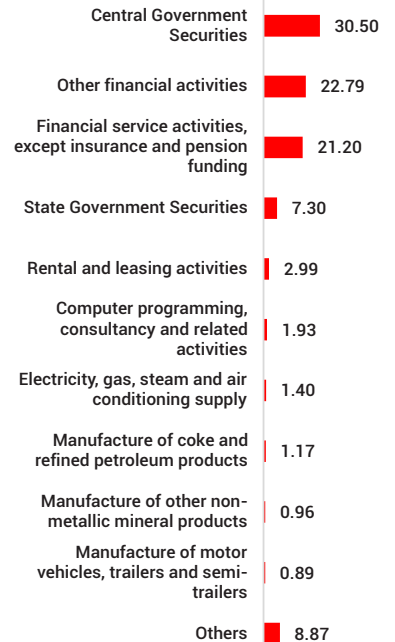 Central Government
Securities
30.50
Other financial activities
22.79
Financial service activities,
except insurance and pension
funding
21.20
State Government Securities
7.30
Rental and leasing activities
2.99
Computer programming,
consultancy and related
activities
1.93
Electricity, gas, steam and air
conditioning supply
1.40
Manufacture of coke and
refined petroleum products
1.17
Manufacture of other non-
metallic mineral products
0.96
Manufacture of motor
vehicles, trailers and semi-
trailers
0.89
Others
8.87